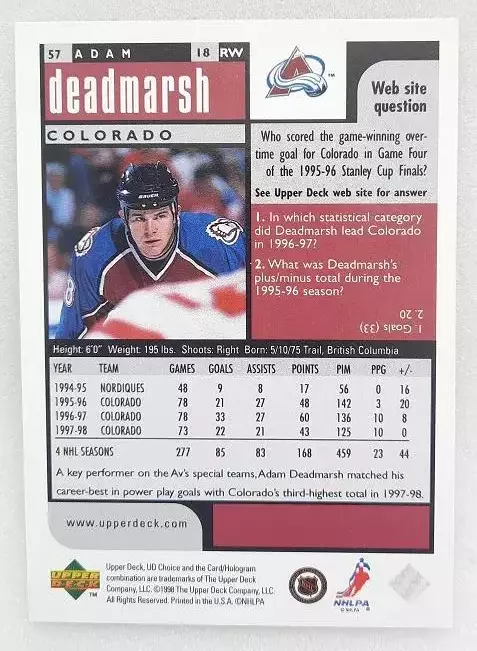 57 ADAM 18 RW
deadmarsh
COLORADO
TM
Web site
question
Who scored the game-winning over-
time goal for Colorado in Game Four
of the 1995-96 Stanley Cup Finals?
See Upper Deck web site for answer
1. In which statistical category
did Deadmarsh lead Colorado
in 1996-97?
2. What was Deadmarsh's
plus/minus total during the
1995-96 season?
1. Goals (33)
2. 20
BAUER
8
Height: 6'0" Weight: 195 lbs. Shoots: Right Born: 5/10/75 Trail, British Columbia
YEAR TEAM GAMES GOALS ASSISTS POINTS PIM PPG +/-
1994-95 NORDIQUES 48 9 8 17 56 0 16
1995-96 COLORADO 78 21 27 48 142 3 20
1996-97 COLORADO 78 33 27 60 136 10 8
1997-98 COLORADO 73 22 21 43 125 10 0
4 NHL SEASONS 277 85 83 168 459 23 44
A key performer on the Av's special teams, Adam Deadmarsh matched his
career-best in power play goals with Colorado's third-highest total in 1997-98.
www.upperdeck.com
UPPER
DECK
TM
Upper Deck, UD Choice and the Card/Hologram
combination are trademarks of The Upper Deck
Company, LLC. ©1998 The Upper Deck Company, LLC.
All Rights Reserved. Printed in the U.S.A. ©NHLPA
NHL
NHLPA
© NHLPA